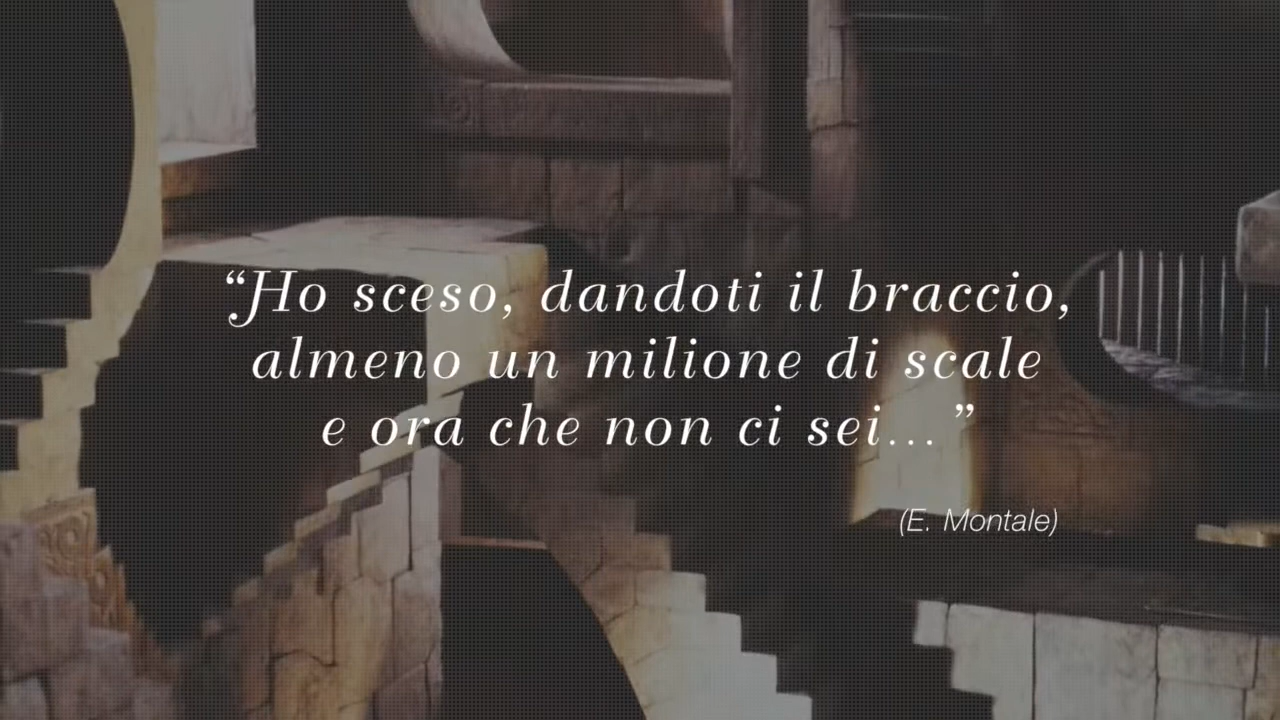 “Ho sceso, dandoti il braccio,
almeno un milione di scale
e ora che non ci sei... ”
(E. Montale)